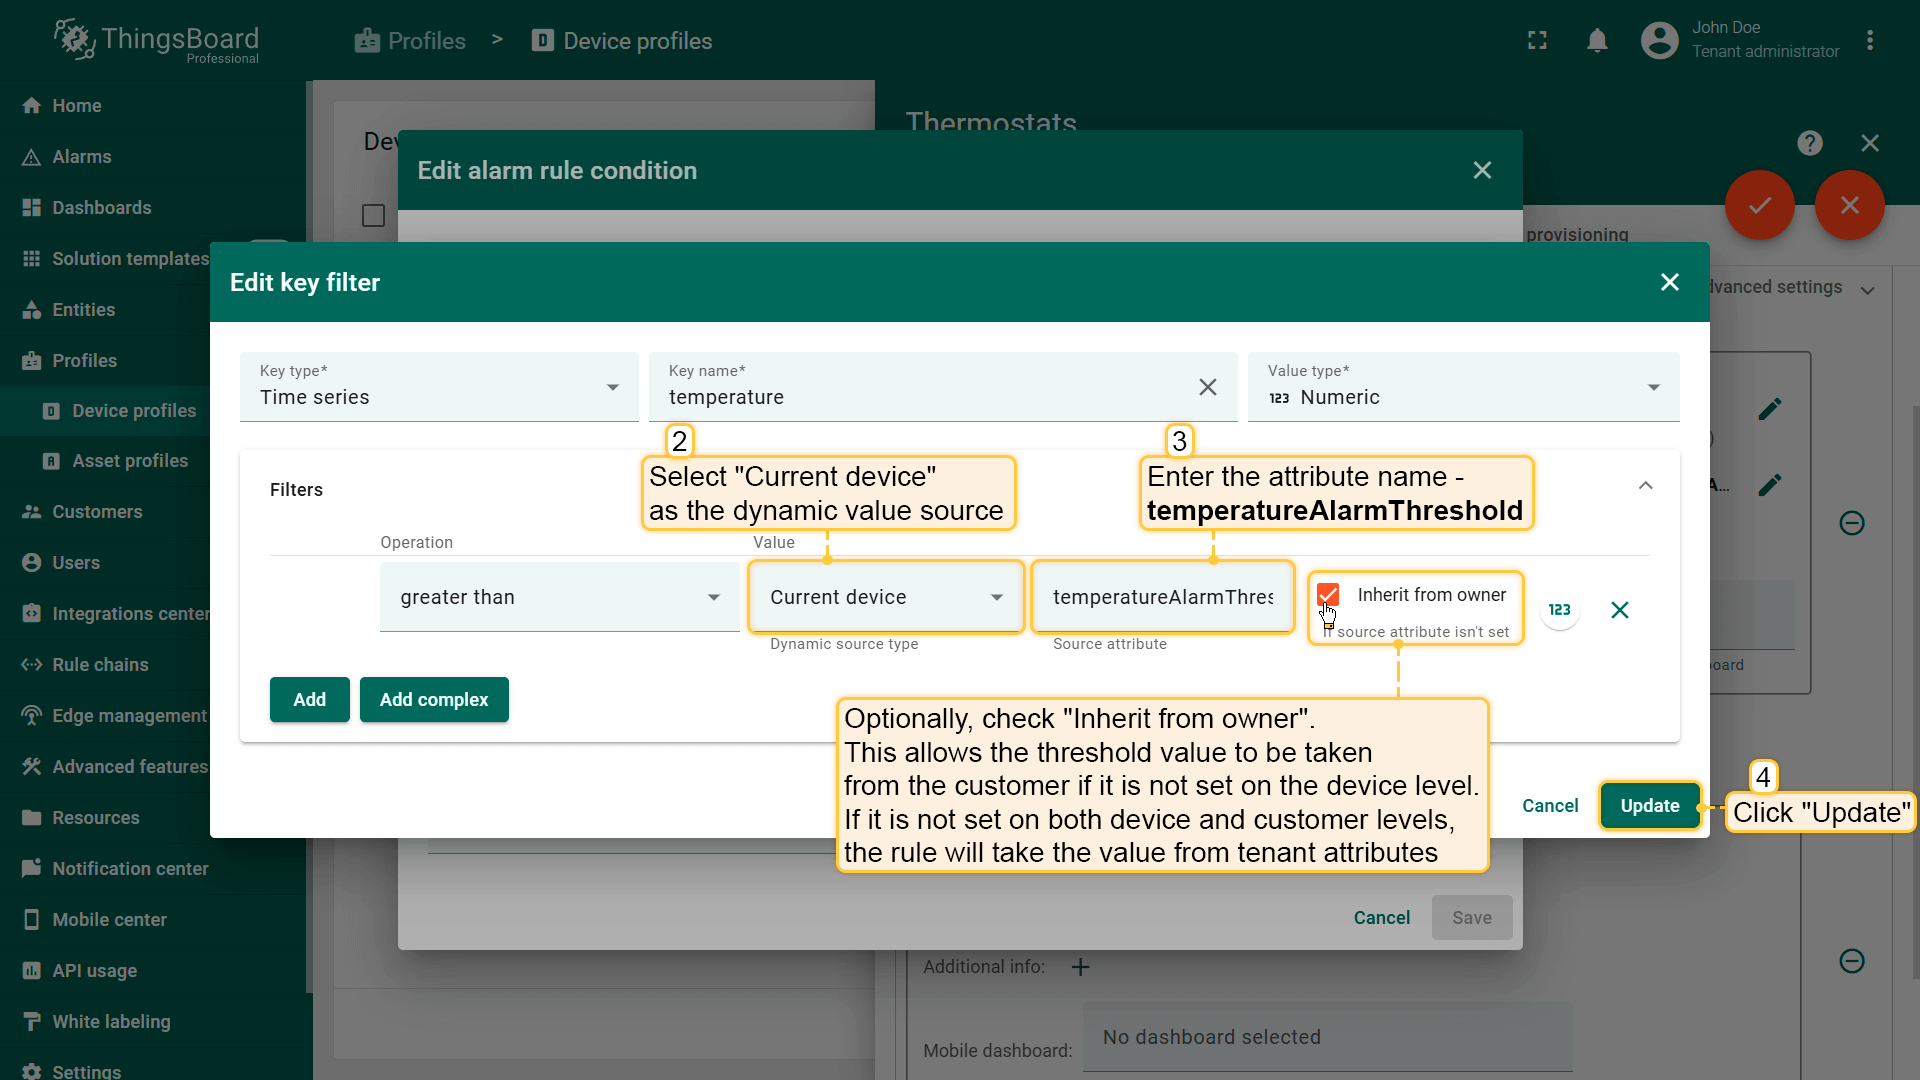 ThingsBoard
Professional
Profiles > Device profiles
John Doe
Tenant administrator
Home
Alarms
Dashboards
Solution templates
Entities
Profiles
Device profiles
Asset profiles
Customers
Users
Integrations center
Rule chains
Edge management
Advanced features
Resources
Notification center
Mobile center
API usage
White labeling
Settings
Thermostats
provisioning
Edit alarm rule condition
Edit key filter
Key type*
Time series
Key name*
temperature
Value type*
123 Numeric
2
Select "Current device"
as the dynamic value source
3
Enter the attribute name -
temperatureAlarmThreshold
Filters
Operation
Value
greater than
Current device
Dynamic source type
Source attribute
Inherit from owner
source attribute isn't set
123
Add
Add complex
Optionally, check "Inherit from owner".
This allows the threshold value to be taken
from the customer if it is not set on the device level.
If it is not set on both device and customer levels,
the rule will take the value from tenant attributes
Cancel
Update
4
Click "Update"
Cancel
Save
Additional info:
Mobile dashboard:
No dashboard selected